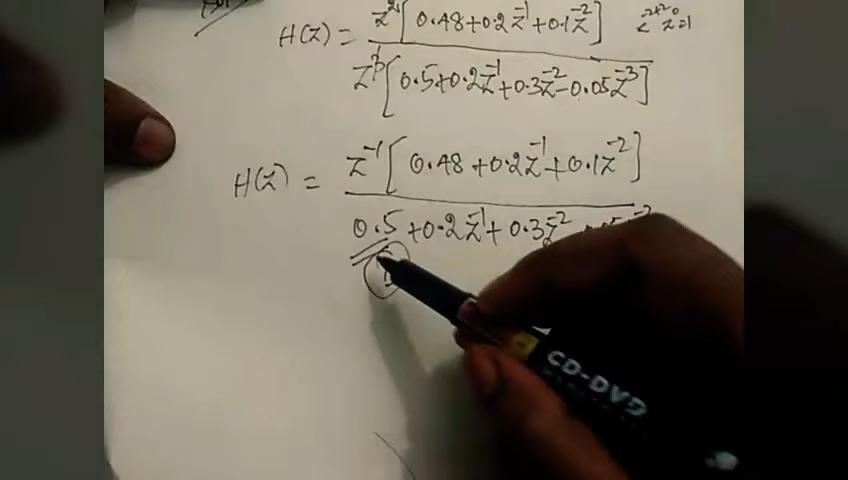 H(z) = z² [ 0.48+0.2z⁻¹+0.1z⁻² ]
z³ [ 0.5+0.2z⁻¹+0.3z⁻²-0.05z⁻³ ]
H(z) = z⁻¹ [ 0.48+0.2z⁻¹+0.1z⁻² ]
0.5+0.2z⁻¹+0.3z⁻²
1
CD-DVD